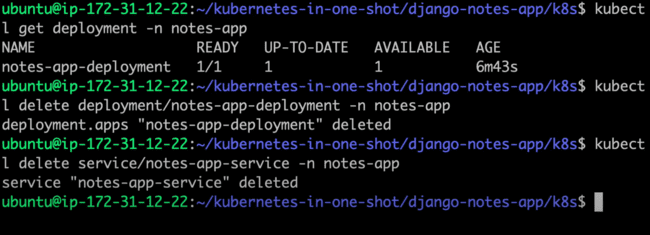 ubuntu@ip-172-31-12-22:~/kubernetes-in-one-shot/django-notes-app/k8s$ kubect
l get deployment -n notes-app
NAME READY UP-TO-DATE AVAILABLE AGE
notes-app-deployment 1/1 1 1 6m43s
ubuntu@ip-172-31-12-22:~/kubernetes-in-one-shot/django-notes-app/k8s$ kubect
l delete deployment/notes-app-deployment -n notes-app
deployment.apps "notes-app-deployment" deleted
ubuntu@ip-172-31-12-22:~/kubernetes-in-one-shot/django-notes-app/k8s$ kubect
l delete service/notes-app-service -n notes-app
service "notes-app-service" deleted
ubuntu@ip-172-31-12-22:~/kubernetes-in-one-shot/django-notes-app/k8s$